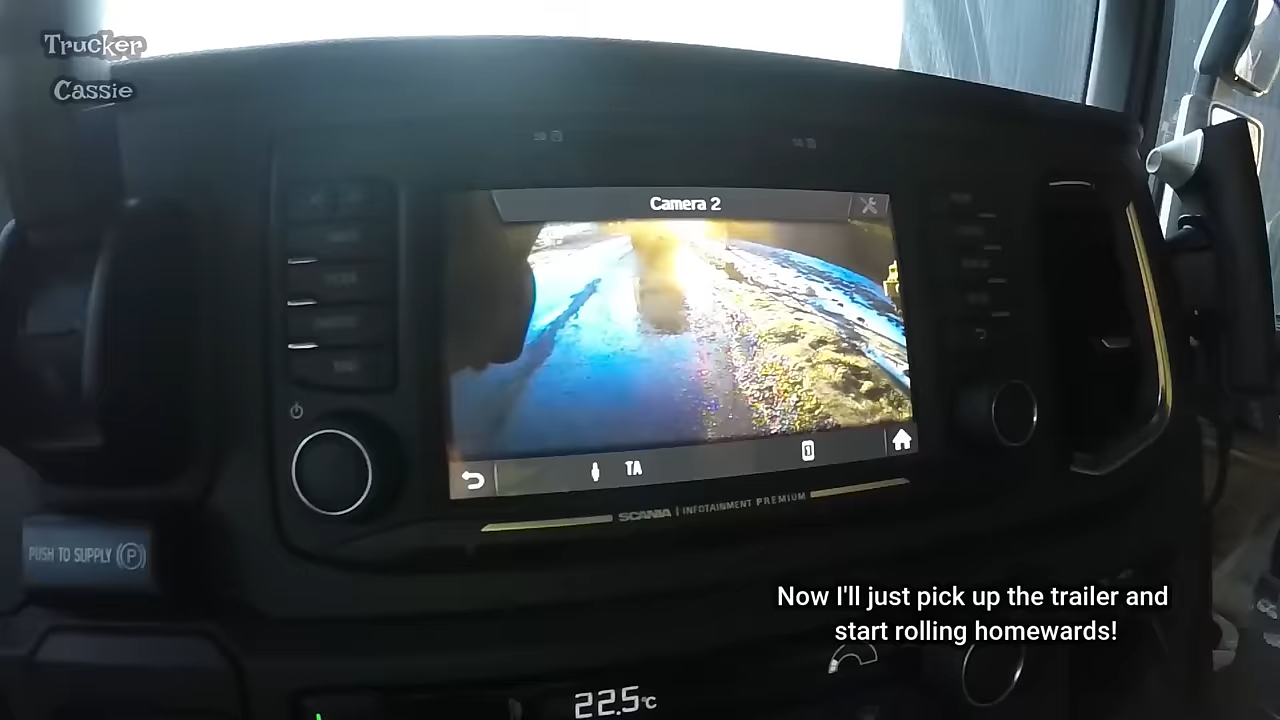 Trucker
Cassie
Camera 2
TA
1
SCANIA | INFOTAINMENT PREMIUM
PUSH TO SUPPLY (P)
Now I'll just pick up the trailer and
start rolling homewards!
22.5°C